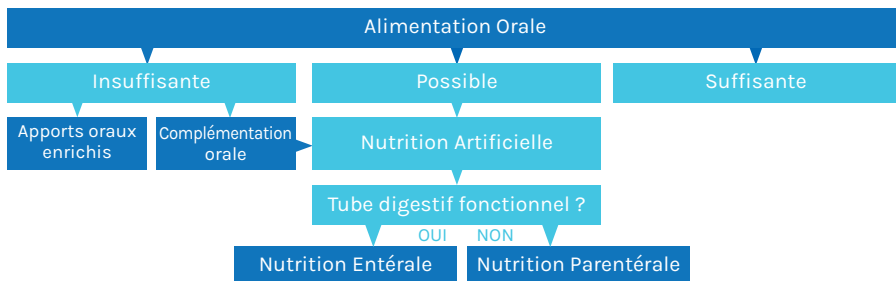 Alimentation Orale
Insuffisante
Possible
Suffisante
Apports oraux
enrichis
Complémentation
orale
Nutrition Artificielle
Tube digestif fonctionnel ?
OUI
NON
Nutrition Entérale
Nutrition Parentérale